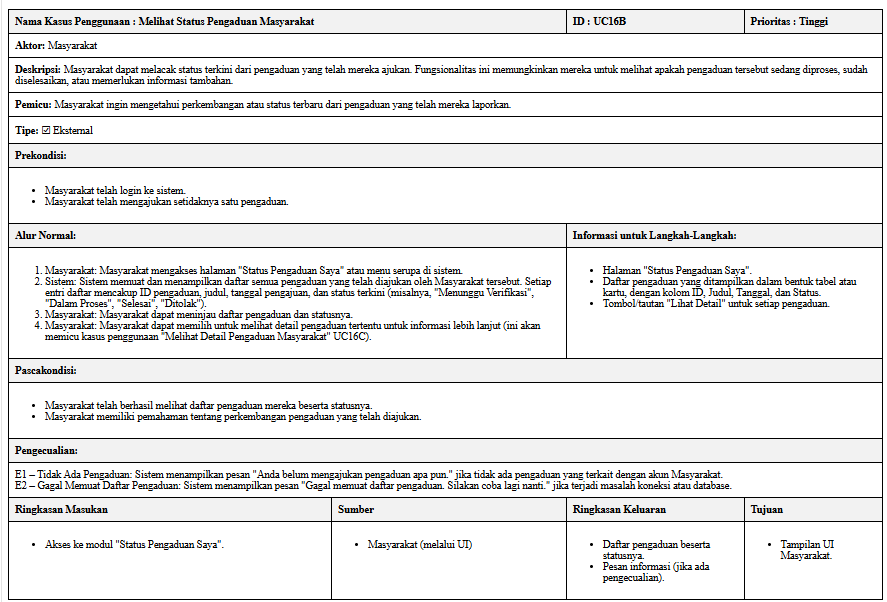 Nama Kasus Penggunaan : Melihat Status Pengaduan Masyarakat
ID : UC16B
Prioritas : Tinggi
Aktor: Masyarakat
Deskripsi: Masyarakat dapat melacak status terkini dari pengaduan yang telah mereka ajukan. Fungsionalitas ini memungkinkan mereka untuk melihat apakah pengaduan tersebut sedang diproses, sudah
diselesaikan, atau memerlukan informasi tambahan.
Pemicu: Masyarakat ingin mengetahui perkembangan atau status terbaru dari pengaduan yang telah mereka laporkan.
Tipe: ☑ Eksternal
Prekondisi:
• Masyarakat telah login ke sistem.
• Masyarakat telah mengajukan setidaknya satu pengaduan.
Alur Normal:
Informasi untuk Langkah-Langkah:
1. Masyarakat: Masyarakat mengakses halaman "Status Pengaduan Saya" atau menu serupa di sistem.
2. Sistem: Sistem memuat dan menampilkan daftar semua pengaduan yang telah diajukan oleh Masyarakat tersebut. Setiap
entri daftar mencakup ID pengaduan, judul, tanggal pengajuan, dan status terkini (misalnya, "Menunggu Verifikasi",
"Dalam Proses", "Selesai", "Ditolak").
3. Masyarakat: Masyarakat dapat meninjau daftar pengaduan dan statusnya.
4. Masyarakat: Masyarakat dapat memilih untuk melihat detail pengaduan tertentu untuk informasi lebih lanjut (ini akan
memicu kasus penggunaan "Melihat Detail Pengaduan Masyarakat" UC16C).
• Halaman "Status Pengaduan Saya".
• Daftar pengaduan yang ditampilkan dalam bentuk tabel atau
kartu, dengan kolom ID, Judul, Tanggal, dan Status.
• Tombol/tautan "Lihat Detail" untuk setiap pengaduan.
Pascakondisi:
• Masyarakat telah berhasil melihat daftar pengaduan mereka beserta statusnya.
• Masyarakat memiliki pemahaman tentang perkembangan pengaduan yang telah diajukan.
Pengecualian:
E1 – Tidak Ada Pengaduan: Sistem menampilkan pesan "Anda belum mengajukan pengaduan apa pun." jika tidak ada pengaduan yang terkait dengan akun Masyarakat.
E2 – Gagal Memuat Daftar Pengaduan: Sistem menampilkan pesan "Gagal memuat daftar pengaduan. Silakan coba lagi nanti." jika terjadi masalah koneksi atau database.
Ringkasan Masukan
Sumber
Ringkasan Keluaran
Tujuan
• Akses ke modul "Status Pengaduan Saya".
• Masyarakat (melalui UI)
• Daftar pengaduan beserta
statusnya.
• Pesan informasi (jika ada
pengecualian).
• Tampilan UI
Masyarakat.